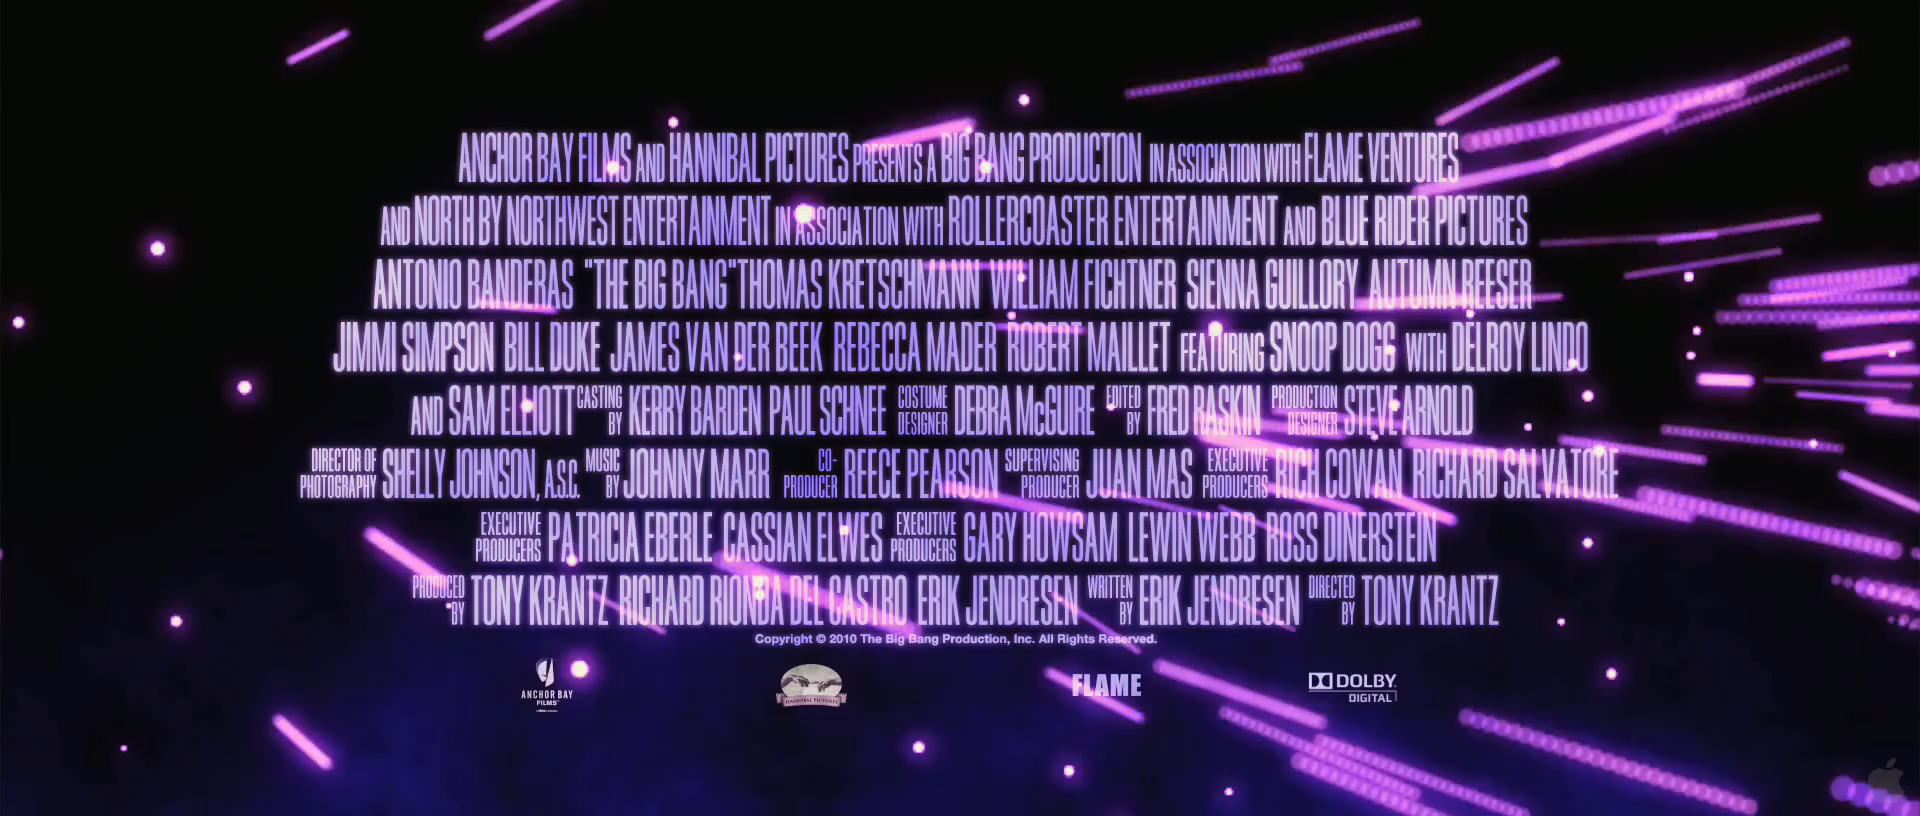 ANCHOR BAY FILMS AND HANNIBAL PICTURES PRESENTS A BIG BANG PRODUCTION IN ASSOCIATION WITH FLAME VENTURES
AND NORTH BY NORTHWEST ENTERTAINMENT IN ASSOCIATION WITH ROLLERCOASTER ENTERTAINMENT AND BLUE RIDER PICTURES
ANTONIO BANDERAS "THE BIG BANG" THOMAS KRETSCHMANN WILLIAM FICHTNER SIENNA GUILLORY AUTUMN REESER
JIMMI SIMPSON BILL DUKE JAMES VAN DER BEEK REBECCA MADER ROBERT MAILLET FEATURING SNOOP DOGG WITH DELROY LINDO
AND SAM ELLIOTT CASTING BY KERRY BARDEN PAUL SCHNEE COSTUME DESIGNER DEBRA McGUIRE EDITED BY FRED RASKIN PRODUCTION DESIGNER STEVE ARNOLD
DIRECTOR OF PHOTOGRAPHY SHELLY JOHNSON, A.S.C. MUSIC BY JOHNNY MARR CO-PRODUCER REECE PEARSON SUPERVISING PRODUCER JUAN MAS EXECUTIVE PRODUCERS RICH COWAN RICHARD SALVATORE
EXECUTIVE PRODUCERS PATRICIA EBERLE CASSIAN ELWES EXECUTIVE PRODUCERS GARY HOWSAM LEWIN WEBB ROSS DINERSTEIN
PRODUCED BY TONY KRANTZ RICHARD RIONDA DEL CASTRO ERIK JENDRESEN WRITTEN BY ERIK JENDRESEN DIRECTED BY TONY KRANTZ
Copyright © 2010 The Big Bang Production, Inc. All Rights Reserved.
ANCHOR BAY
FILMS
HANNIBAL PICTURES
FLAME
DOLBY
DIGITAL